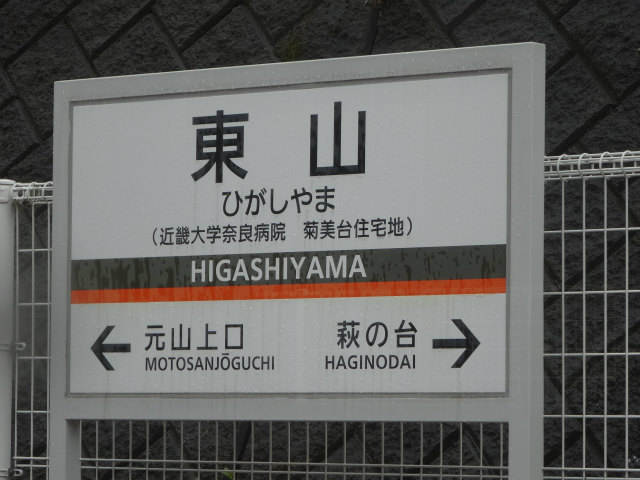 東山
ひがしやま
(近畿大学奈良病院 菊美台住宅地)
HIGASHIYAMA
元山上口 萩の台
MOTOSANJŌGUCHI HAGINODAI